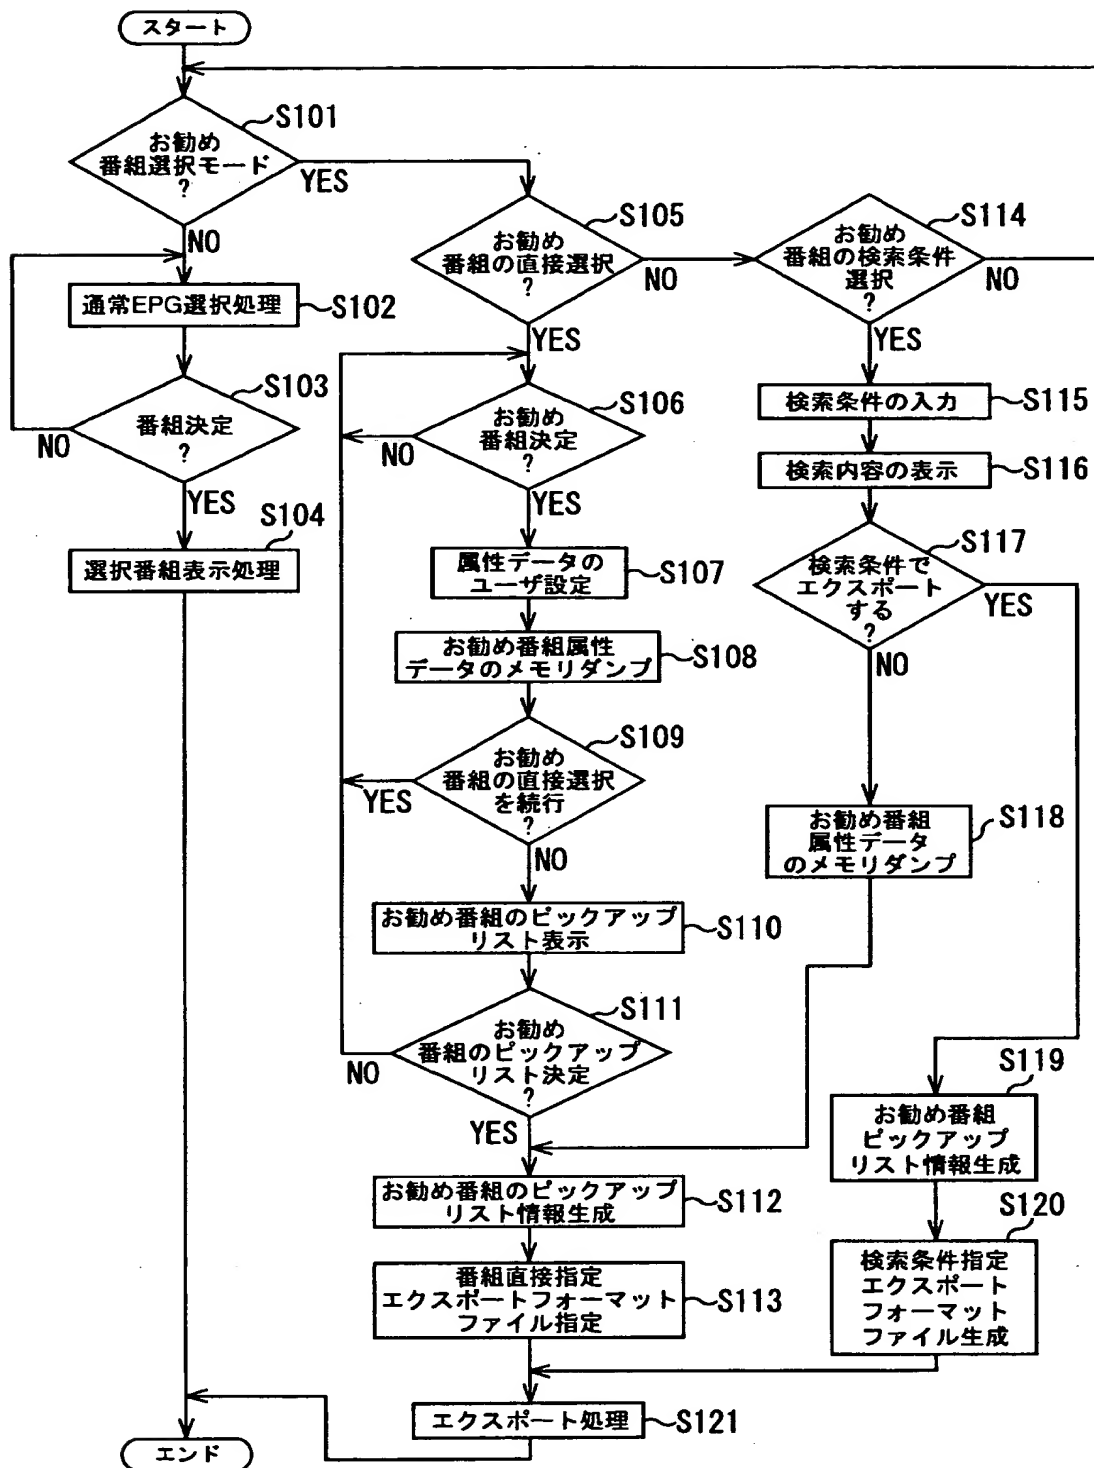 スタート
お勧め
番組選択モード
?
S101
YES
NO
通常EPG選択処理
S102
番組決定
?
S103
NO
YES
選択番組表示処理
S104
お勧め
番組の直接選択
?
S105
NO
YES
お勧め
番組決定
?
S106
NO
YES
属性データの
ユーザ設定
S107
お勧め番組属性
データのメモリダンプ
S108
お勧め
番組の直接選択
を続行
?
S109
YES
NO
お勧め番組のピックアップ
リスト表示
S110
お勧め
番組のピックアップ
リスト決定
?
S111
NO
YES
お勧め番組のピックアップ
リスト情報生成
S112
番組直接指定
エクスポートフォーマット
ファイル指定
S113
お勧め
番組の検索条件
選択
?
S114
NO
YES
検索条件の入力
S115
検索内容の表示
S116
検索条件で
エクスポート
する
?
S117
YES
NO
お勧め番組
属性データ
のメモリダンプ
S118
お勧め番組
ピックアップ
リスト情報生成
S119
検索条件指定
エクスポート
フォーマット
ファイル生成
S120
エクスポート処理
S121
エンド